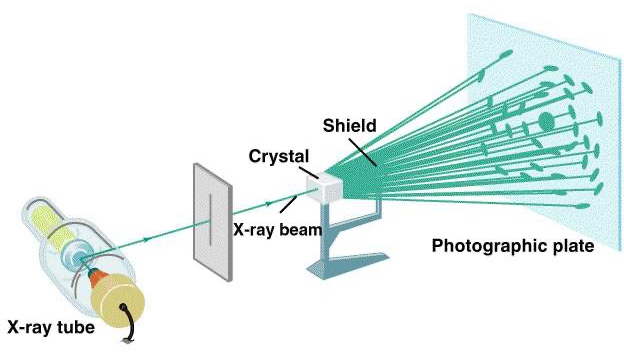 Shield
Crystal
X-ray beam
Photographic plate
X-ray tube